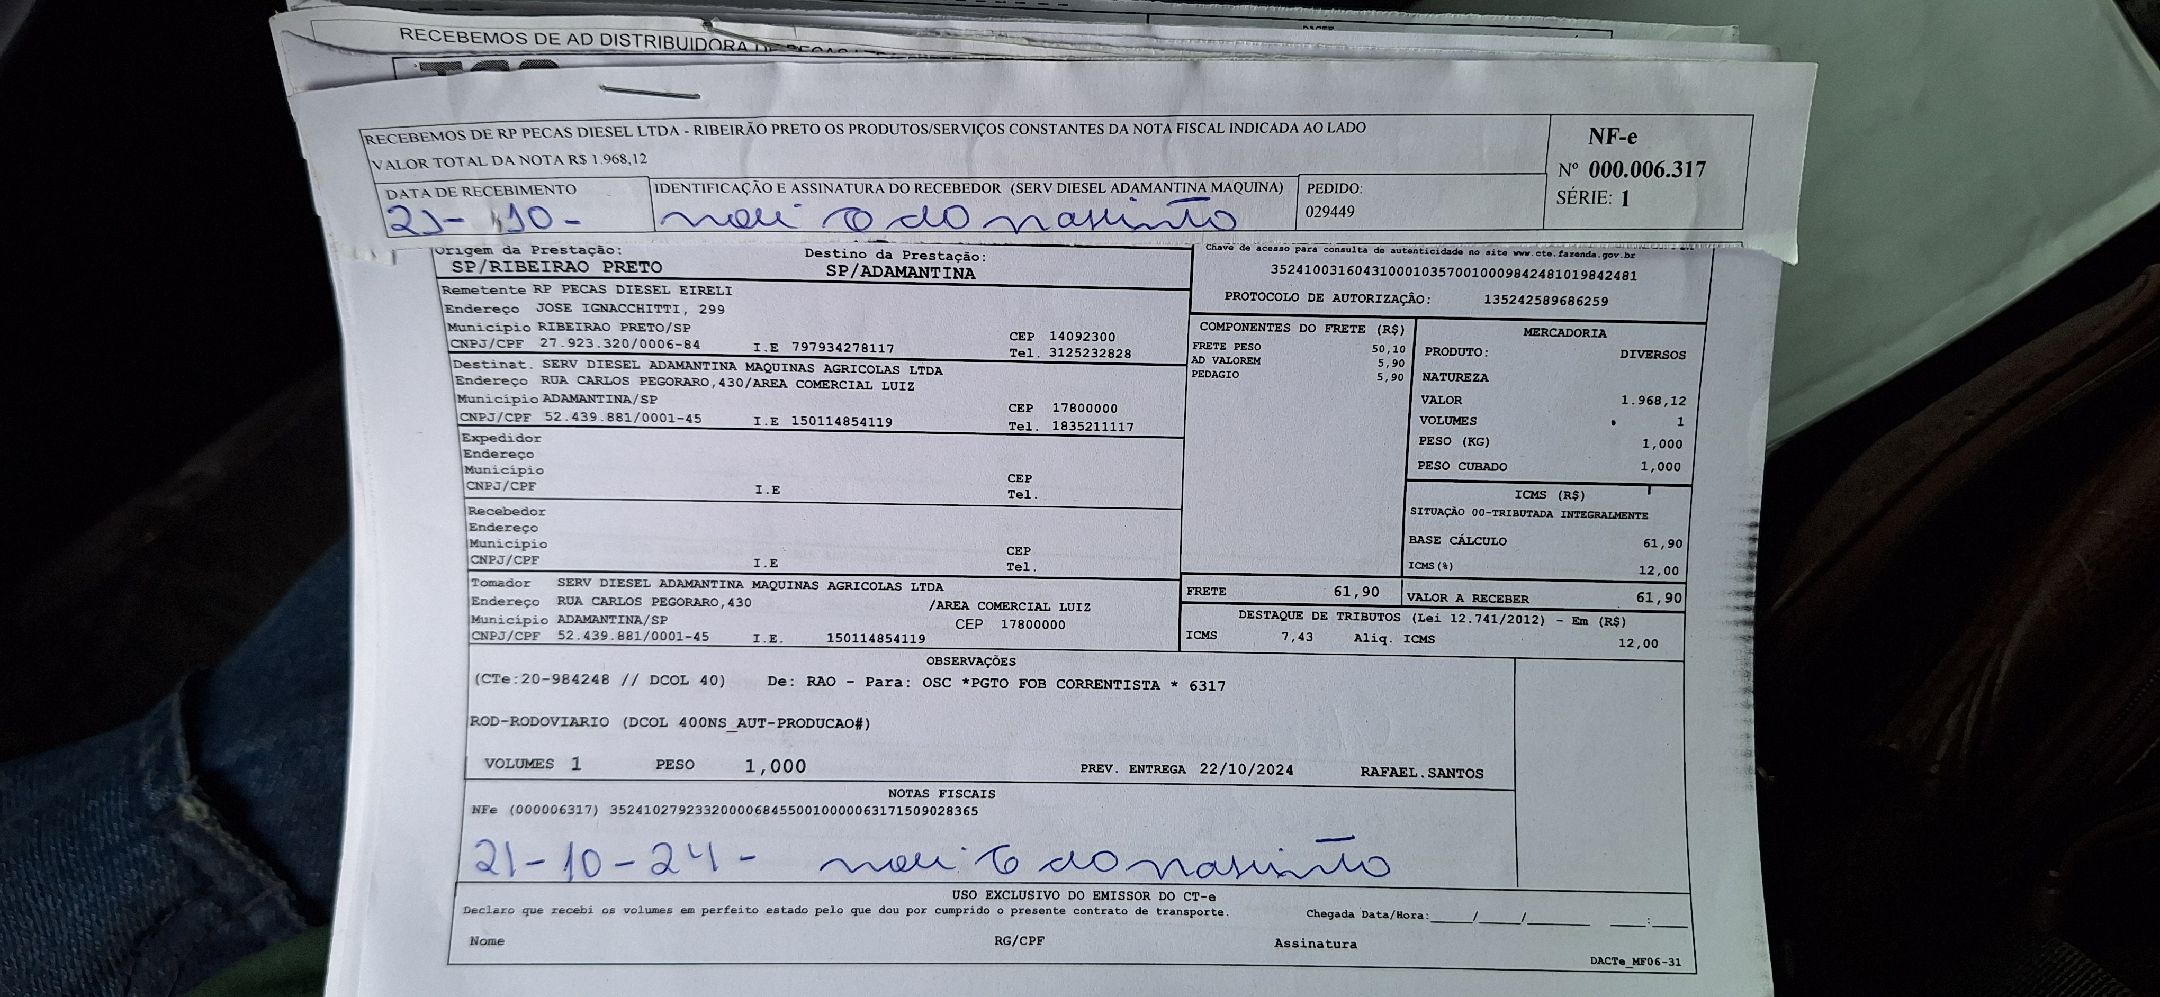 RECEBEMOS DE AD DISTRIBUIDORA DE
RECEBEMOS DE RP PECAS DIESEL LTDA - RIBEIRÃO PRETO OS PRODUTOS/SERVIÇOS CONSTANTES DA NOTA FISCAL INDICADA AO LADO
VALOR TOTAL DA NOTA R$ 1.968,12
NF-e
Nº 000.006.317
SÉRIE: 1
DATA DE RECEBIMENTO
21- 10 -
IDENTIFICAÇÃO E ASSINATURA DO RECEBEDOR (SERV DIESEL ADAMANTINA MAQUINA)
do
PEDIDO:
029449
Origem da Prestação:
SP/RIBEIRAO PRETO
Destino da Prestação:
SP/ADAMANTINA
Chave de acesso para consulta de autenticidade no site www.cte.fazenda.gov.br
35241003160431000103570010009842481019842481
PROTOCOLO DE AUTORIZAÇÃO: 135242589686259
Remetente RP PECAS DIESEL EIRELI
Endereço JOSE IGNACCHITTI, 299
Município RIBEIRAO PRETO/SP CEP 14092300
CNPJ/CPF 27.923.320/0006-84 I.E 797934278117 Tel. 3125232828
Destinat. SERV DIESEL ADAMANTINA MAQUINAS AGRICOLAS LTDA
Endereço RUA CARLOS PEGORARO,430/AREA COMERCIAL LUIZ
Município ADAMANTINA/SP CEP 17800000
CNPJ/CPF 52.439.881/0001-45 I.E 150114854119 Tel. 1835211117
Expedidor
Endereço
Município CEP
CNPJ/CPF I.E Tel.
Recebedor
Endereço
Município CEP
CNPJ/CPF I.E Tel.
Tomador SERV DIESEL ADAMANTINA MAQUINAS AGRICOLAS LTDA
Endereço RUA CARLOS PEGORARO,430 /AREA COMERCIAL LUIZ
Município ADAMANTINA/SP CEP 17800000
CNPJ/CPF 52.439.881/0001-45 I.E. 150114854119
COMPONENTES DO FRETE (R$)
FRETE PESO 50,10
AD VALOREM 5,90
PEDAGIO 5,90
MERCADORIA
PRODUTO: DIVERSOS
NATUREZA
VALOR 1.968,12
VOLUMES 1
PESO (KG) 1,000
PESO CUBADO 1,000
ICMS (R$)
SITUAÇÃO 00-TRIBUTADA INTEGRALMENTE
BASE CÁLCULO 61,90
ICMS(%) 12,00
FRETE 61,90
VALOR A RECEBER 61,90
DESTAQUE DE TRIBUTOS (Lei 12.741/2012) - Em (R$)
ICMS 7,43 Aliq. ICMS 12,00
OBSERVAÇÕES
(CTe:20-984248 // DCOL 40) De: RAO - Para: OSC *PGTO FOB CORRENTISTA * 6317
ROD-RODOVIARIO (DCOL 400NS_AUT-PRODUCAO#)
VOLUMES 1 PESO 1,000 PREV. ENTREGA 22/10/2024 RAFAEL.SANTOS
NOTAS FISCAIS
NFe (000006317) 35241027923320000684550010000063171509028365
21-10-24- do
USO EXCLUSIVO DO EMISSOR DO CT-e
Declaro que recebi os volumes em perfeito estado pelo que dou por cumprido o presente contrato de transporte.
Chegada Data/Hora:____/____/______ ___:___
Nome RG/CPF Assinatura
DACTe_MF06-31